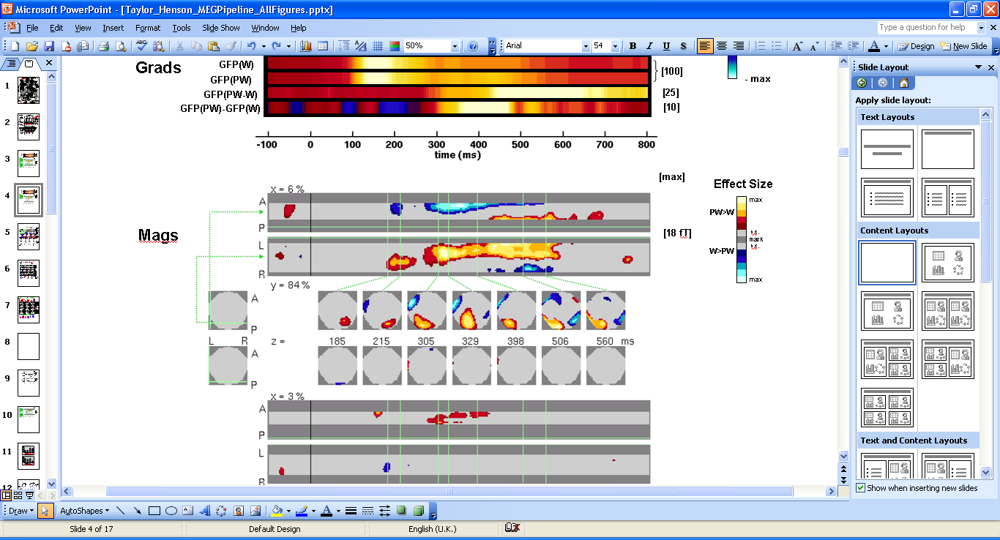 Microsoft PowerPoint - [Taylor_Henson_MEGPipeline_AllFigures.pptx]
File Edit View Insert Format Tools Slide Show Window Help
Type a question for help
50%
Arial
54
B I U S
A
Design
New Slide
1
2
3
4
5
6
7
8
9
10
11
12
Grads
GFP(W)
GFP(PW)
GFP(PW-W)
GFP(PW)-GFP(W)
[100]
[25]
[10]
- max
-100 0 100 200 300 400 500 600 700 800
time (ms)
[max]
Effect Size
max
PW>W
mask
W>PW
max
Mags
[18 fT]
x = 6 %
A
P
L
R
y = 84 %
A
P
L R z = 185 215 305 329 398 506 560 ms
A
P
x = 3 %
A
P
L
R
Slide Layout
Apply slide layout:
Text Layouts
Content Layouts
Text and Content Layouts
Show when inserting new slides
Draw
AutoShapes
Slide 4 of 17
Default Design
English (U.K.)